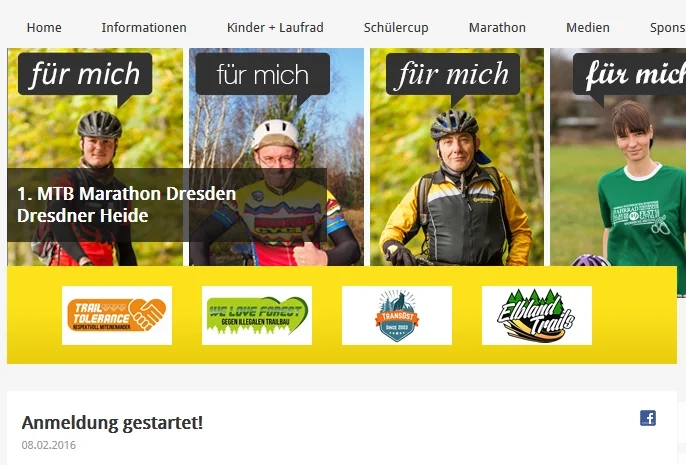 Home Informationen Kinder + Laufrad Schülercup Marathon Medien Spons
für mich für mich für mich für mich
1. MTB Marathon Dresden
Dresdner Heide
TRAIL
TOLERANCE
RESPEKTVOLL MITEINANDER
WE LOVE FOREST
GEGEN ILLEGALEN TRAILBAU
TRANSOST
SINCE 2003
Elbland
Trails
Anmeldung gestartet!
08.02.2016